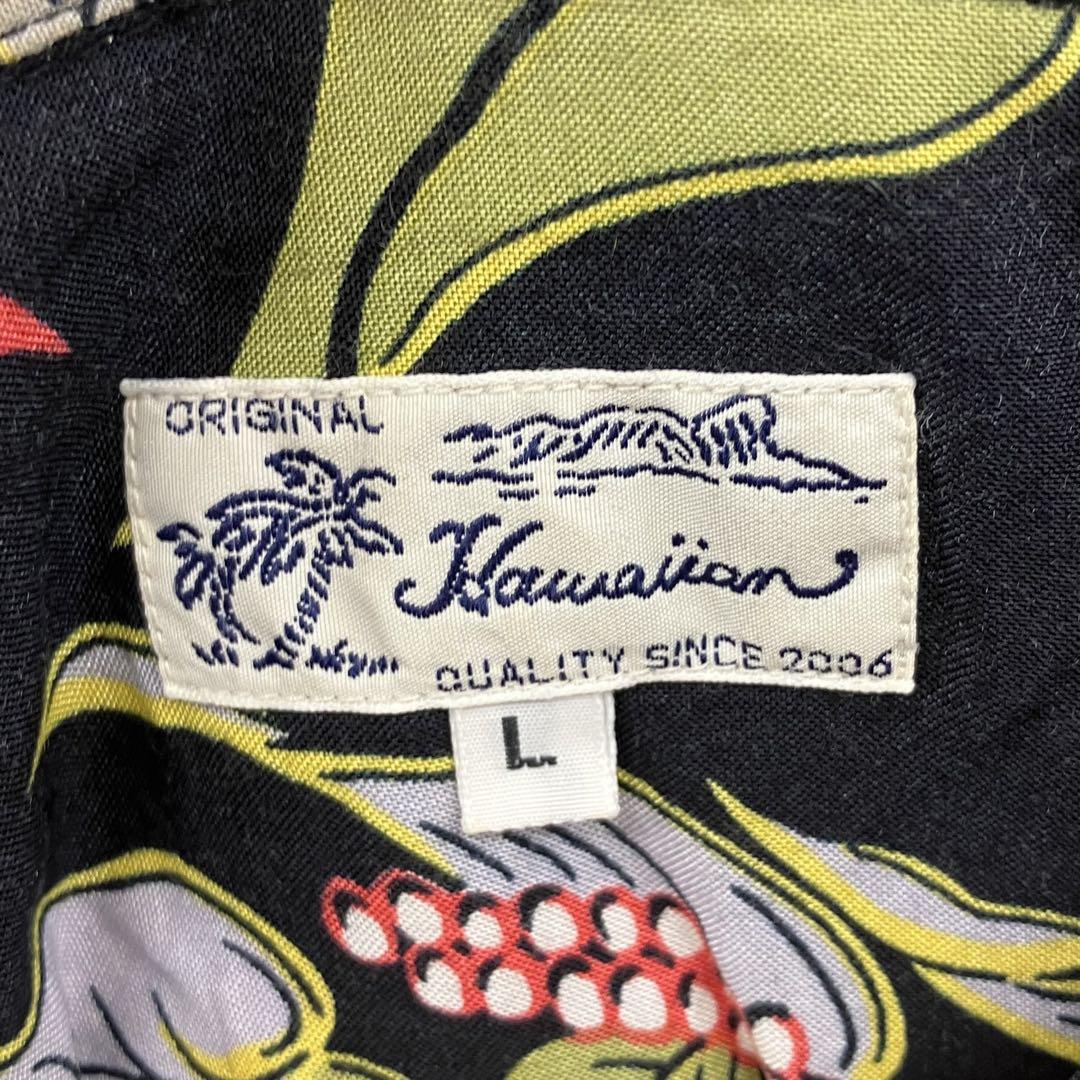 ORIGINAL
Hawaiian
QUALITY SINCE 2006
L